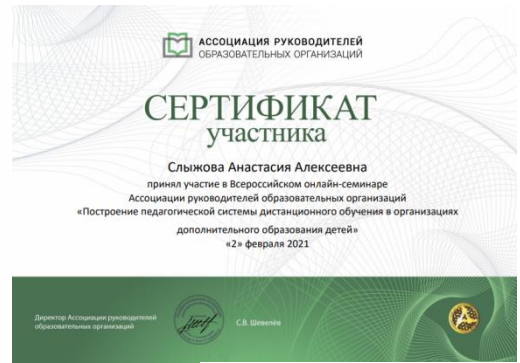 АССОЦИАЦИЯ РУКОВОДИТЕЛЕЙ
ОБРАЗОВАТЕЛЬНЫХ ОРГАНИЗАЦИЙ
СЕРТИФИКАТ
участника
Слыжова Анастасия Алексеевна
принял участие в Всероссийском онлайн-семинаре
Ассоциации руководителей образовательных организаций
«Построение педагогической системы дистанционного обучения в организациях
дополнительного образования детей»
«2» февраля 2021
Директор Ассоциации руководителей
образовательных организаций
С.В. Шевелёв